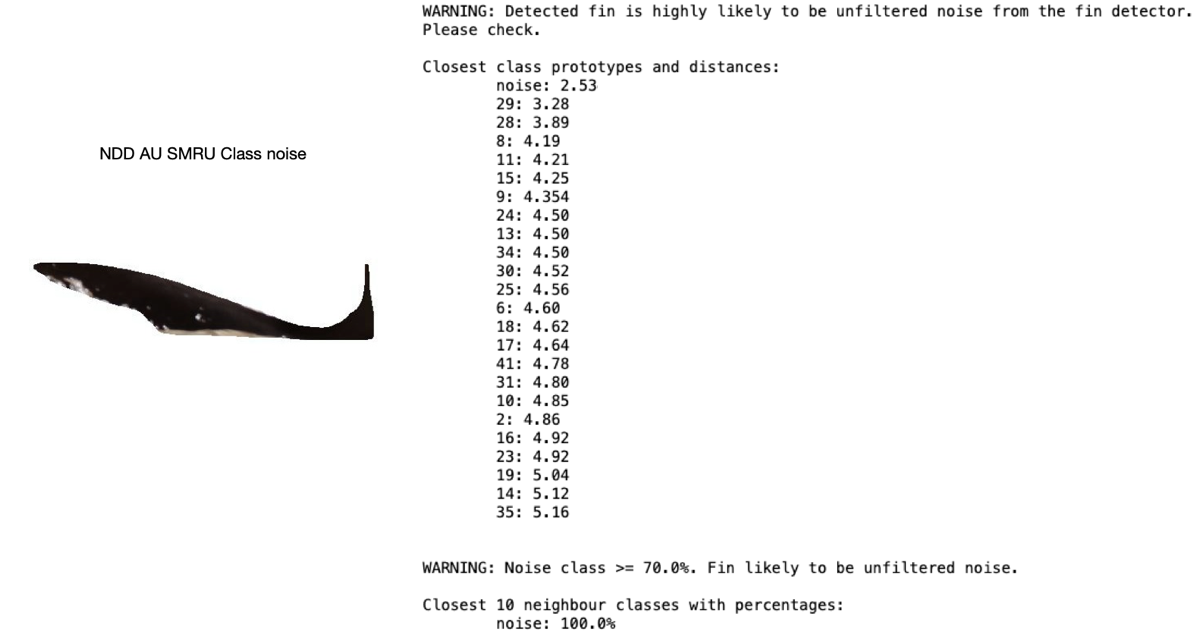 WARNING: Detected fin is highly likely to be unfiltered noise from the fin detector.
Please check.
Closest class prototypes and distances:
noise: 2.53
29: 3.28
28: 3.89
8: 4.19
11: 4.21
15: 4.25
9: 4.354
24: 4.50
13: 4.50
34: 4.50
30: 4.52
25: 4.56
6: 4.60
18: 4.62
17: 4.64
41: 4.78
31: 4.80
10: 4.85
2: 4.86
16: 4.92
23: 4.92
19: 5.04
14: 5.12
35: 5.16
WARNING: Noise class >= 70.0%. Fin likely to be unfiltered noise.
Closest 10 neighbour classes with percentages:
noise: 100.0%
NDD AU SMRU Class noise